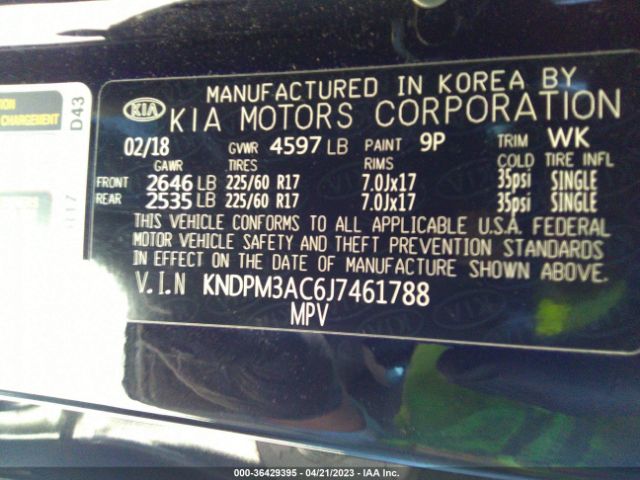 TION
CHARGEMENT
D43
KIA
MANUFACTURED IN KOREA BY
KIA MOTORS CORPORATION
02/18 GVWR 4597 LB PAINT 9P TRIM WK
GAWR TIRES RIMS COLD TIRE INFL
FRONT 2646 LB 225/60 R17 7.0Jx17 35psi SINGLE
REAR 2535 LB 225/60 R17 7.0Jx17 35psi SINGLE
THIS VEHICLE CONFORMS TO ALL APPLICABLE U.S.A. FEDERAL
MOTOR VEHICLE SAFETY AND THEFT PREVENTION STANDARDS
IN EFFECT ON THE DATE OF MANUFACTURE SHOWN ABOVE.
V.I.N KNDPM3AC6J7461788
MPV
000-36429395 - 04/21/2023 - IAA Inc.